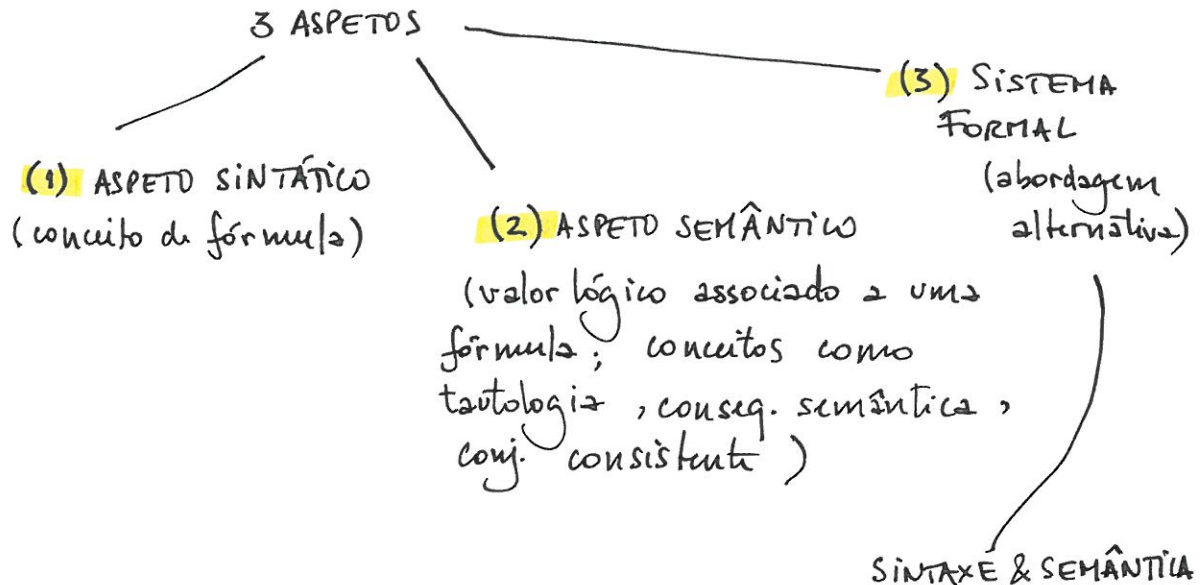 3 ASPETOS
(1) ASPETO SINTÁTICO
(conceito de fórmula)
(2) ASPETO SEMÂNTICO
(valor lógico associado a uma
fórmula; conceitos como
tautologia, conseq. semântica,
conj. consistente)
(3) SISTEMA
FORMAL
(abordagem
alternativa)
SINTAXE & SEMÂNTICA